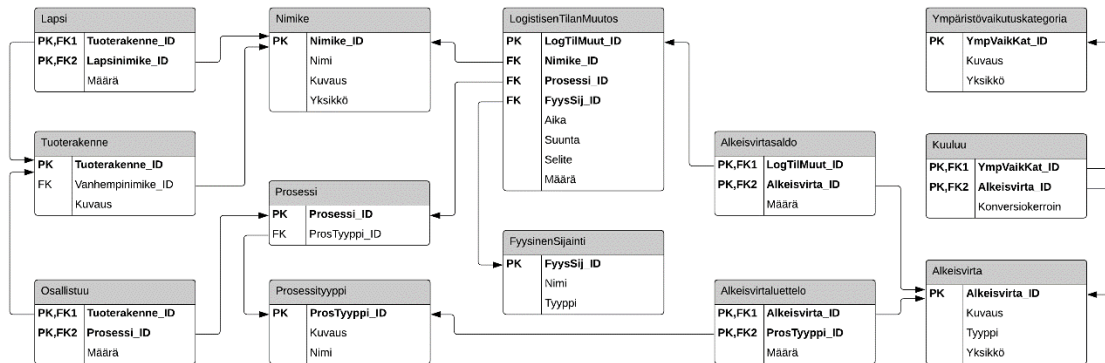 Lapsi
PK,FK1 Tuoterakenne_ID
PK,FK2 Lapsinimike_ID
Määrä
Nimike
PK Nimike_ID
Nimi
Kuvaus
Yksikkö
LogistisenTilanMuutos
PK LogTilMuut_ID
FK Nimike_ID
FK Prosessi_ID
FK FyysSij_ID
Aika
Suunta
Selite
Määrä
Ympäristövaikutuskategoria
PK YmpVaikKat_ID
Kuvaus
Yksikkö
Tuoterakenne
PK Tuoterakenne_ID
FK Vanhempinimike_ID
Kuvaus
Alkeisvirtasaldo
PK,FK1 LogTilMuut_ID
PK,FK2 Alkeisvirta_ID
Määrä
Kuuluu
PK,FK1 YmpVaikKat_ID
PK,FK2 Alkeisvirta_ID
Konversiokerroin
Prosessi
PK Prosessi_ID
FK ProsTyyppi_ID
FyysinenSijainti
PK FyysSij_ID
Nimi
Tyyppi
Osallistuu
PK,FK1 Tuoterakenne_ID
PK,FK2 Prosessi_ID
Määrä
Prosessityyppi
PK ProsTyyppi_ID
Kuvaus
Nimi
Alkeisvirtaluettelo
PK,FK1 Alkeisvirta_ID
PK,FK2 ProsTyyppi_ID
Määrä
Alkeisvirta
PK Alkeisvirta_ID
Kuvaus
Tyyppi
Yksikkö